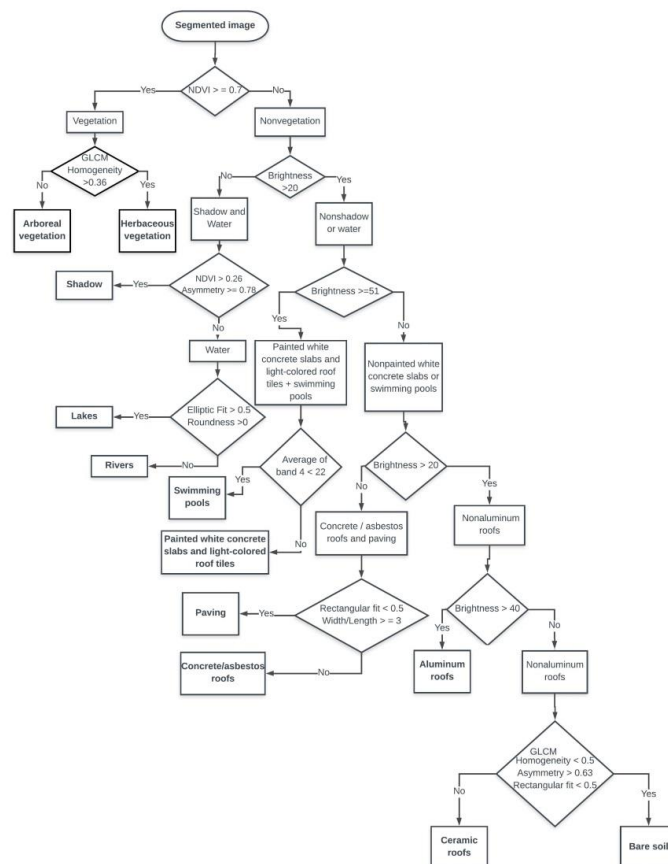 Segmented image
NDVI > = 0.7
Yes
No
Vegetation
Nonvegetation
GLCM
Homogeneity
>0.36
No
Yes
Arboreal
vegetation
Herbaceous
vegetation
Brightness
>20
No
Yes
Shadow and
Water
Nonshadow
or water
NDVI > 0.26
Asymmetry >= 0.78
Yes
Shadow
No
Water
Brightness >=51
Yes
No
Painted white
concrete slabs and
light-colored roof
tiles + swimming
pools
Nonpainted white
concrete slabs or
swimming pools
Elliptic Fit > 0.5
Roundness >0
Yes
Lakes
No
Rivers
Average of
band 4 < 22
Yes
Swimming
pools
No
Painted white concrete
slabs and light-colored
roof tiles
Brightness > 20
No
Yes
Concrete / asbestos
roofs and paving
Nonaluminum
roofs
Rectangular fit < 0.5
Width/Length > = 3
Yes
Paving
No
Concrete/asbestos
roofs
Brightness > 40
Yes
No
Aluminum
roofs
Nonaluminum
roofs
GLCM
Homogeneity < 0.5
Asymmetry > 0.63
Rectangular fit < 0.5
No
Yes
Ceramic
roofs
Bare soil